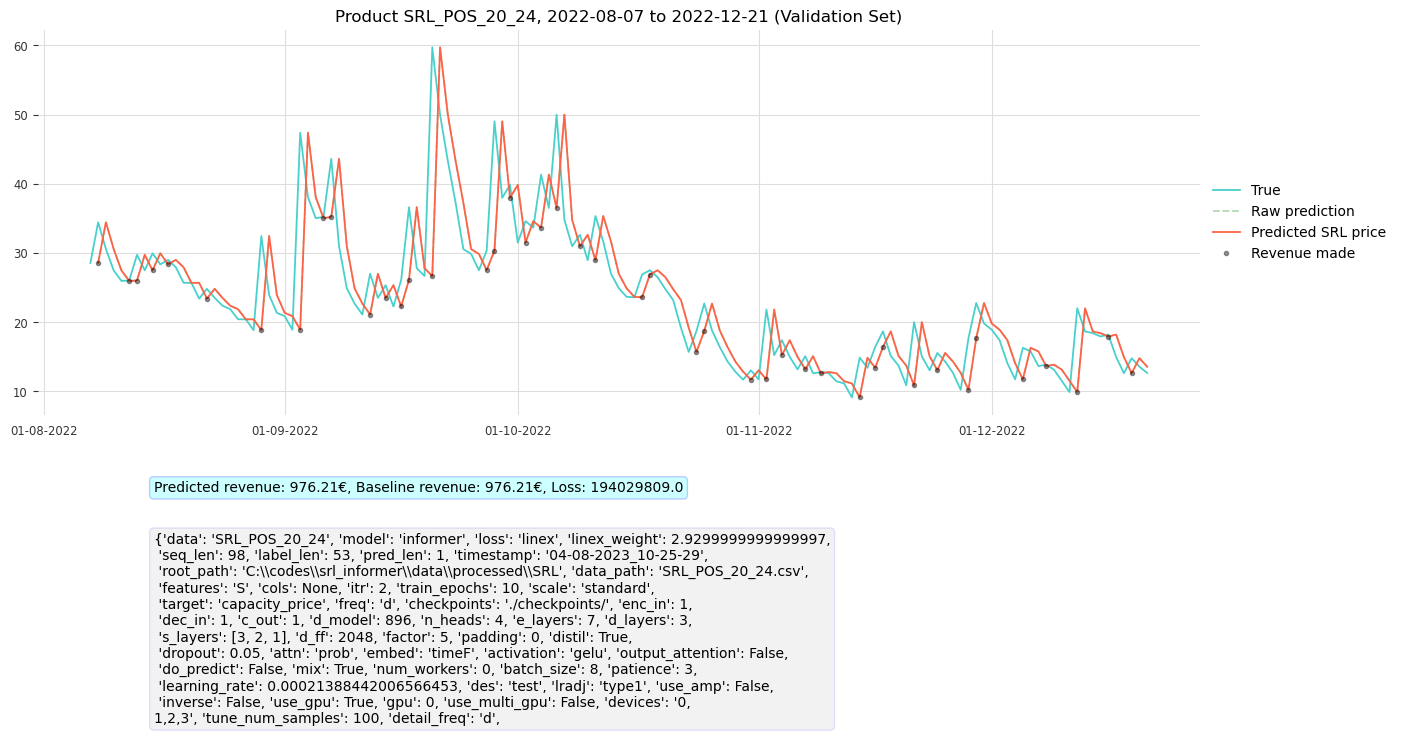 Product SRL_POS_20_24, 2022-08-07 to 2022-12-21 (Validation Set)
60
50
40
30
20
10
01-08-2022
01-09-2022
01-10-2022
01-11-2022
01-12-2022
True
Raw prediction
Predicted SRL price
Revenue made
Predicted revenue: 976.21€, Baseline revenue: 976.21€, Loss: 194029809.0
{'data': 'SRL_POS_20_24', 'model': 'informer', 'loss': 'linex', 'linex_weight': 2.9299999999999997,
'seq_len': 98, 'label_len': 53, 'pred_len': 1, 'timestamp': '04-08-2023_10-25-29',
'root_path': 'C:\\codes\\srl_informer\\data\\processed\\SRL', 'data_path': 'SRL_POS_20_24.csv',
'features': 'S', 'cols': None, 'itr': 2, 'train_epochs': 10, 'scale': 'standard',
'target': 'capacity_price', 'freq': 'd', 'checkpoints': './checkpoints/', 'enc_in': 1,
'dec_in': 1, 'c_out': 1, 'd_model': 896, 'n_heads': 4, 'e_layers': 7, 'd_layers': 3,
's_layers': [3, 2, 1], 'd_ff': 2048, 'factor': 5, 'padding': 0, 'distil': True,
'dropout': 0.05, 'attn': 'prob', 'embed': 'timeF', 'activation': 'gelu', 'output_attention': False,
'do_predict': False, 'mix': True, 'num_workers': 0, 'batch_size': 8, 'patience': 3,
'learning_rate': 0.00021388442006566453, 'des': 'test', 'lradj': 'type1', 'use_amp': False,
'inverse': False, 'use_gpu': True, 'gpu': 0, 'use_multi_gpu': False, 'devices': '0,
1,2,3', 'tune_num_samples': 100, 'detail_freq': 'd',